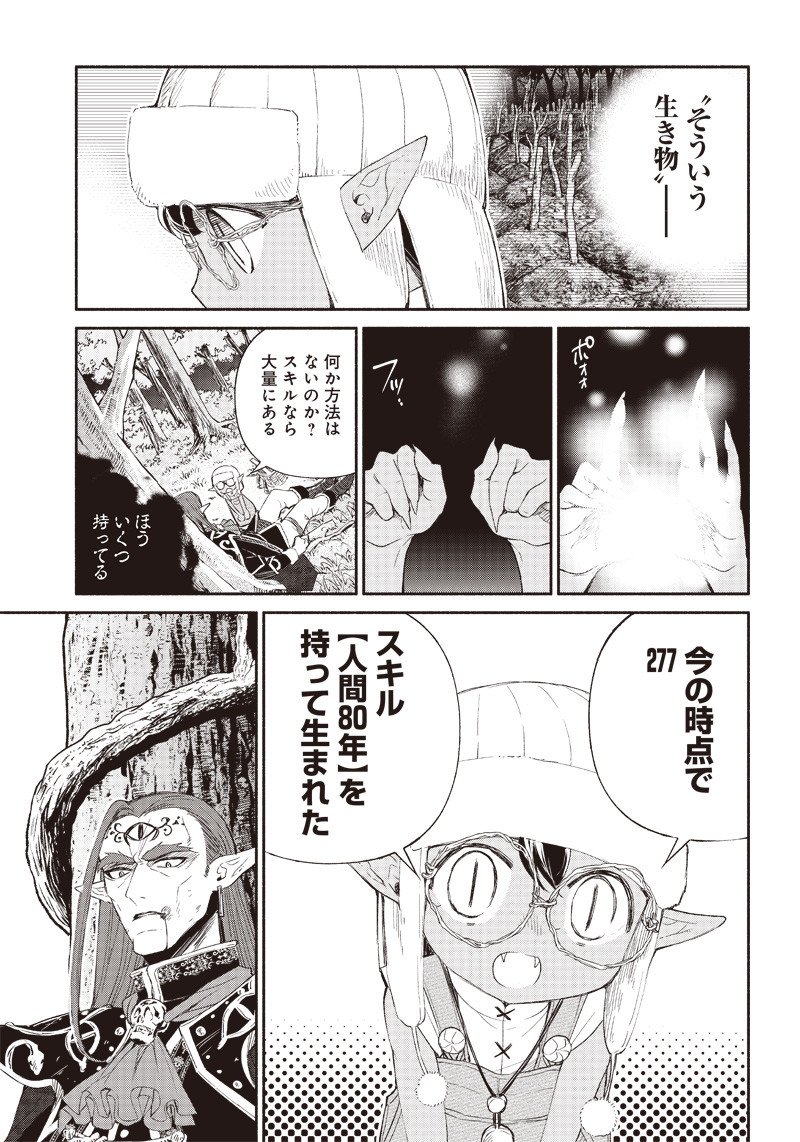 〝そういう
生き物〟――
ポォォ
フッ、
何か方法は
ないのか?
スキルなら
大量にある
ほう
いくつ
持ってる
今の時点で
277
スキル
【人間80年】を
持って生まれた